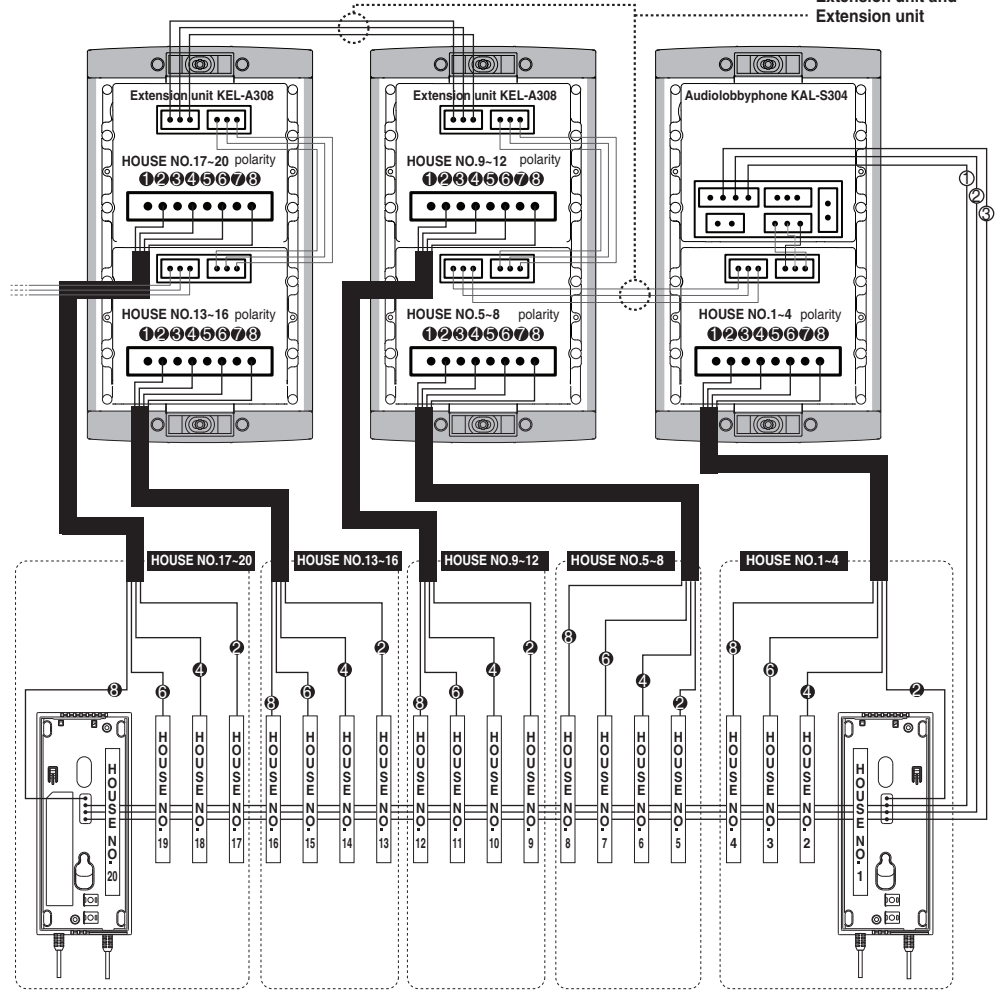 Extension unit and
Extension unit
Extension unit KEL-A308
HOUSE NO.17~20 polarity
❶❷❸❹❺❻❼❽
HOUSE NO.13~16 polarity
❶❷❸❹❺❻❼❽
Extension unit KEL-A308
HOUSE NO.9~12 polarity
❶❷❸❹❺❻❼❽
HOUSE NO.5~8 polarity
❶❷❸❹❺❻❼❽
Audiolobbyphone KAL-S304
HOUSE NO.1~4 polarity
❶❷❸❹❺❻❼❽
①
②
③
HOUSE NO.17~20
HOUSE NO.13~16
HOUSE NO.9~12
HOUSE NO.5~8
HOUSE NO.1~4
❽ ❻ ❹ ❷
❽ ❻ ❹ ❷
❽ ❻ ❹ ❷
❽ ❻ ❹ ❷
❽ ❻ ❹ ❷
HOUSE NO. 20
HOUSE NO. 19
HOUSE NO. 18
HOUSE NO. 17
HOUSE NO. 16
HOUSE NO. 15
HOUSE NO. 14
HOUSE NO. 13
HOUSE NO. 12
HOUSE NO. 11
HOUSE NO. 10
HOUSE NO. 9
HOUSE NO. 8
HOUSE NO. 7
HOUSE NO. 6
HOUSE NO. 5
HOUSE NO. 4
HOUSE NO. 3
HOUSE NO. 2
HOUSE NO. 1